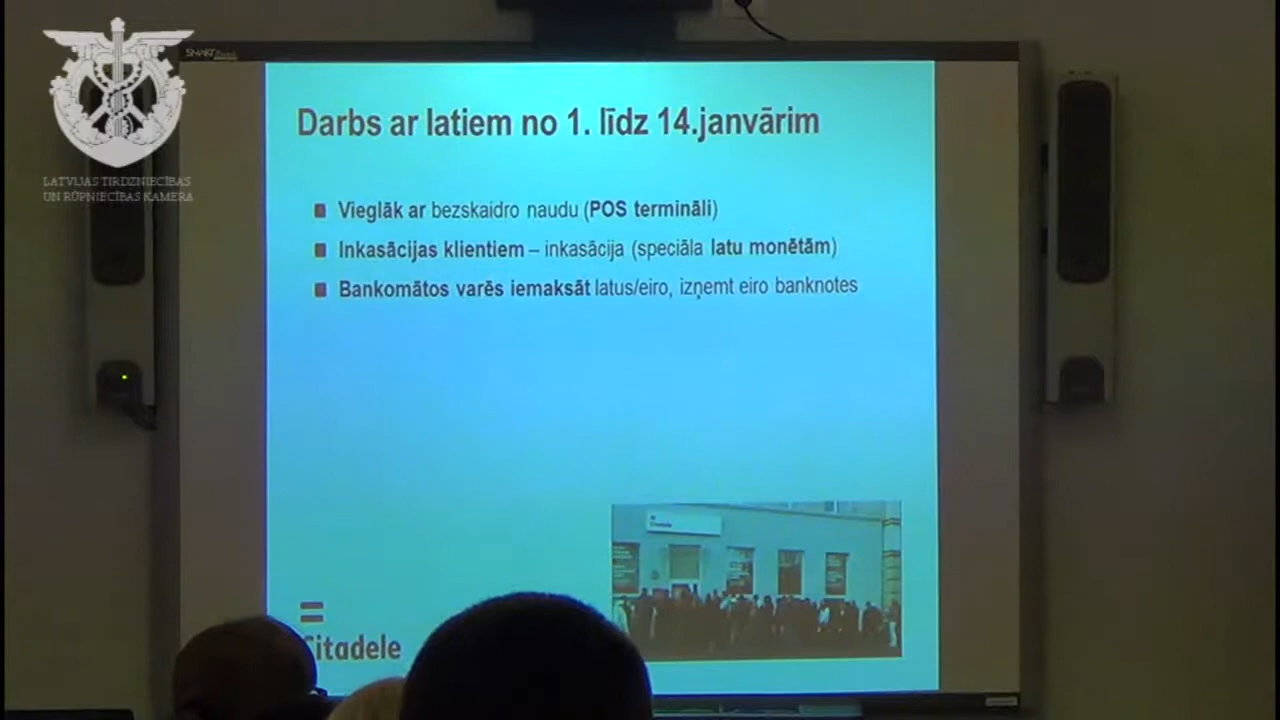 SMART
LATVIJAS TIRDZNIECĪBAS
UN RŪPNIECĪBAS KAMERA
Darbs ar latiem no 1. līdz 14.janvārim
Vieglāk ar bezskaidro naudu (POS termināli)
Inkasācijas klientiem – inkasācija (speciāla latu monētām)
Bankomātos varēs iemaksāt latus/eiro, izņemt eiro banknotes
Citadele
Citadele